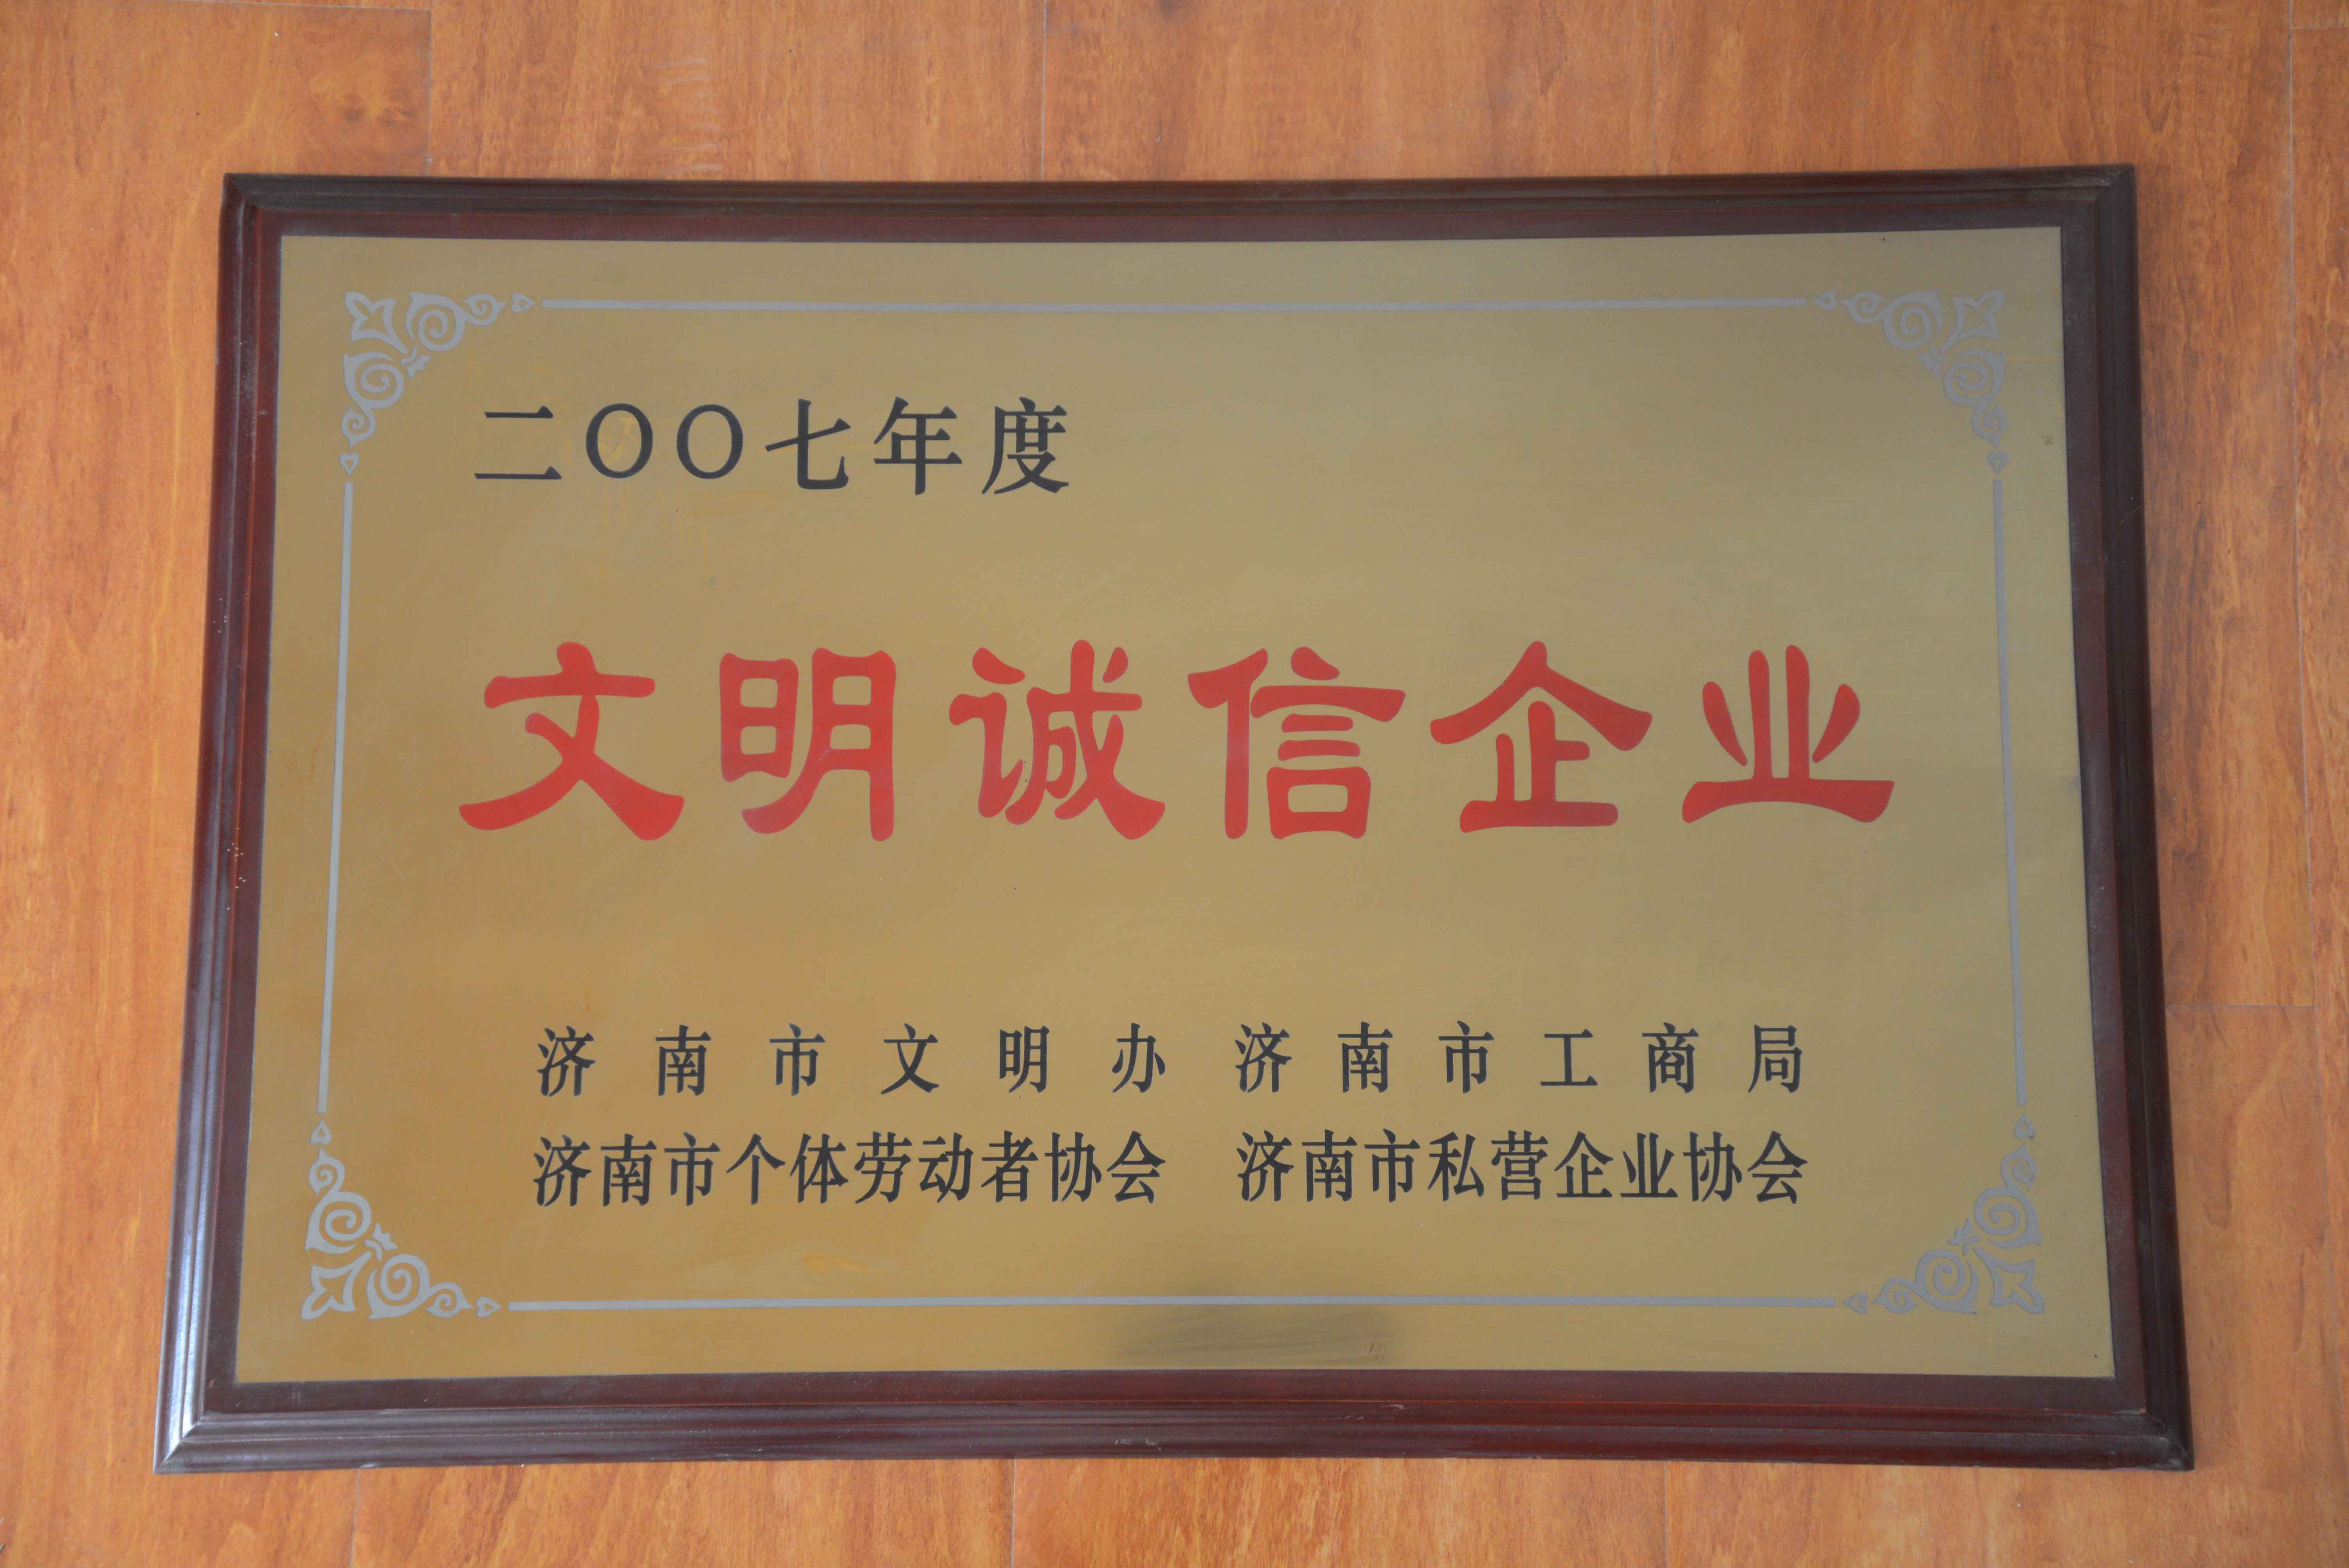 二〇〇七年度
文明诚信企业
济南市文明办 济南市工商局
济南市个体劳动者协会 济南市私营企业协会